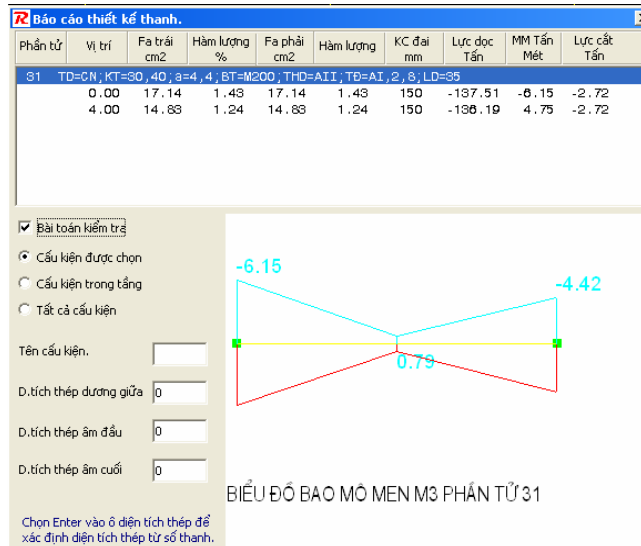 R Báo cáo thiết kế thanh.
Phần tử Vị trí Fa trái cm2 Hàm lượng % Fa phải cm2 Hàm lượng KC đai mm Lực dọc Tấn MM Tấn Mét Lực cắt Tấn
31 TD=CN;KT=30,40;a=4,4;BT=M200;THD=AII;TĐ=AI,2,8;LD=35
0.00 17.14 1.43 17.14 1.43 150 -137.51 -6.15 -2.72
4.00 14.83 1.24 14.83 1.24 150 -136.19 4.75 -2.72
Bài toán kiểm tra
Cấu kiện được chọn
Cấu kiện trong tầng
Tất cả cấu kiện
Tên cấu kiện.
D.tích thép dương giữa 0
D.tích thép âm đầu 0
D.tích thép âm cuối 0
Chọn Enter vào ô diện tích thép để
xác định diện tích thép từ số thanh.
-6.15
-4.42
0.79
BIỂU ĐỒ BAO MÔ MEN M3 PHẦN TỬ 31